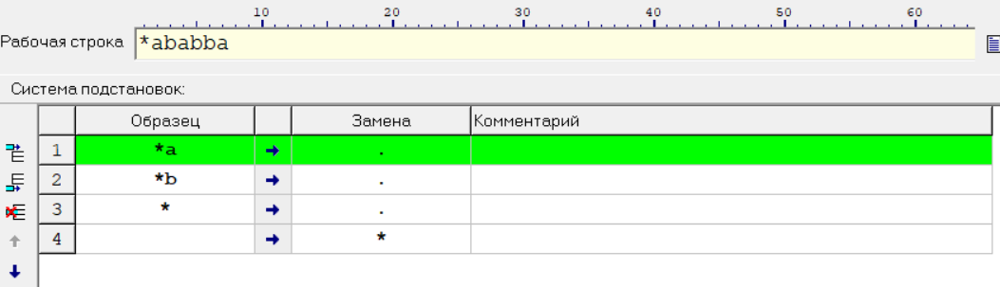 10 20 30 40 50 60
Рабочая строка *ababba
Система подстановок:
Образец Замена Комментарий
1 *a → .
2 *b → .
3 * → .
4 → *